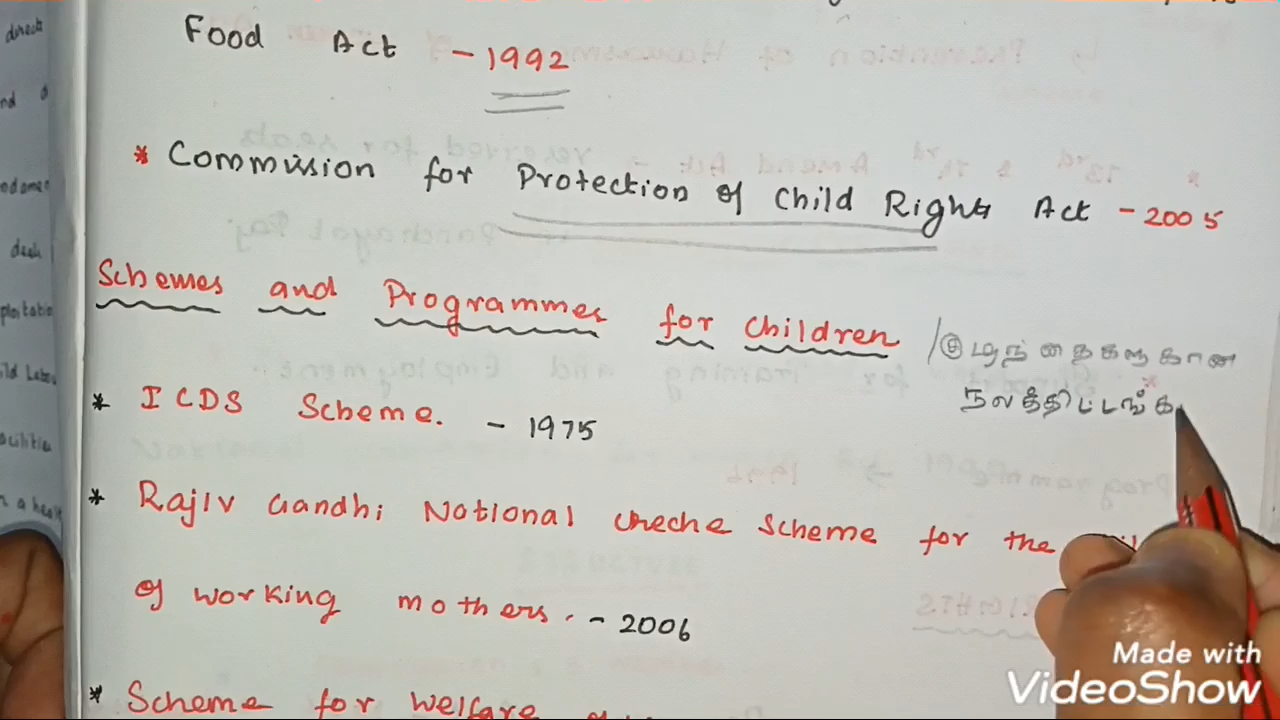 Food Act - 1992
* Commission for Protection of Child Rights Act - 2005
Schemes and Programmes for Children / குழந்தைகளுகான
நலத்திட்டங்க
* ICDS Scheme. - 1975
* Rajiv Gandhi National Creche Scheme for the
of working mothers. - 2006
* Scheme for welfare
Made with
VideoShow